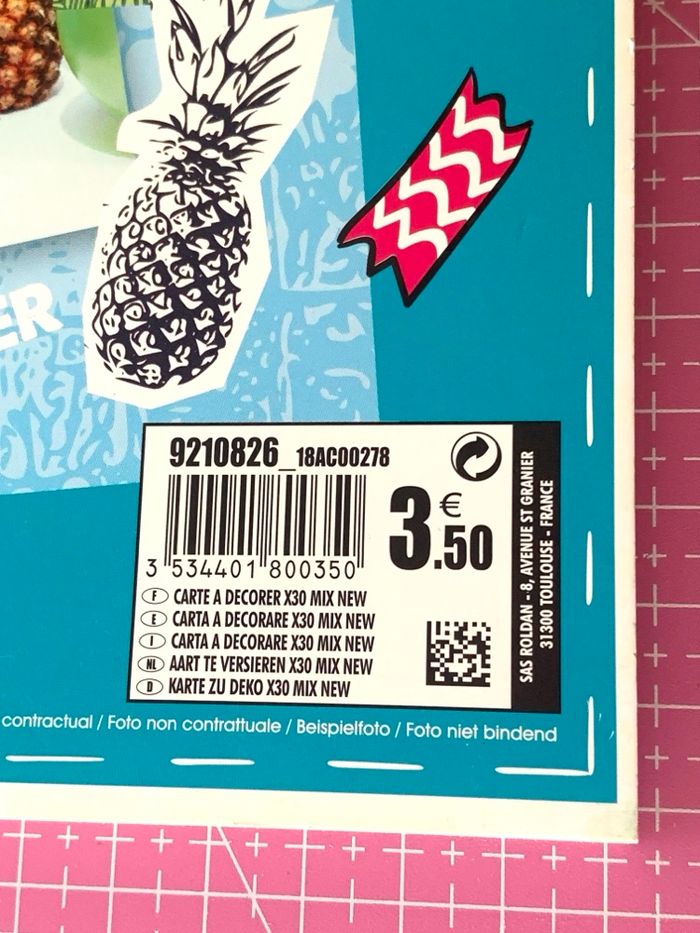 ER
9210826_18AC00278
€
3.50
3 534401 800350
F CARTE A DECORER X30 MIX NEW
E CARTA A DECORARE X30 MIX NEW
I CARTA A DECORARE X30 MIX NEW
NL AART TE VERSIEREN X30 MIX NEW
D KARTE ZU DEKO X30 MIX NEW
SAS ROLDAN - 8, AVENUE ST GRANIER
31300 TOULOUSE - FRANCE
contractual / Foto non contrattuale / Beispielfoto / Foto niet bindend